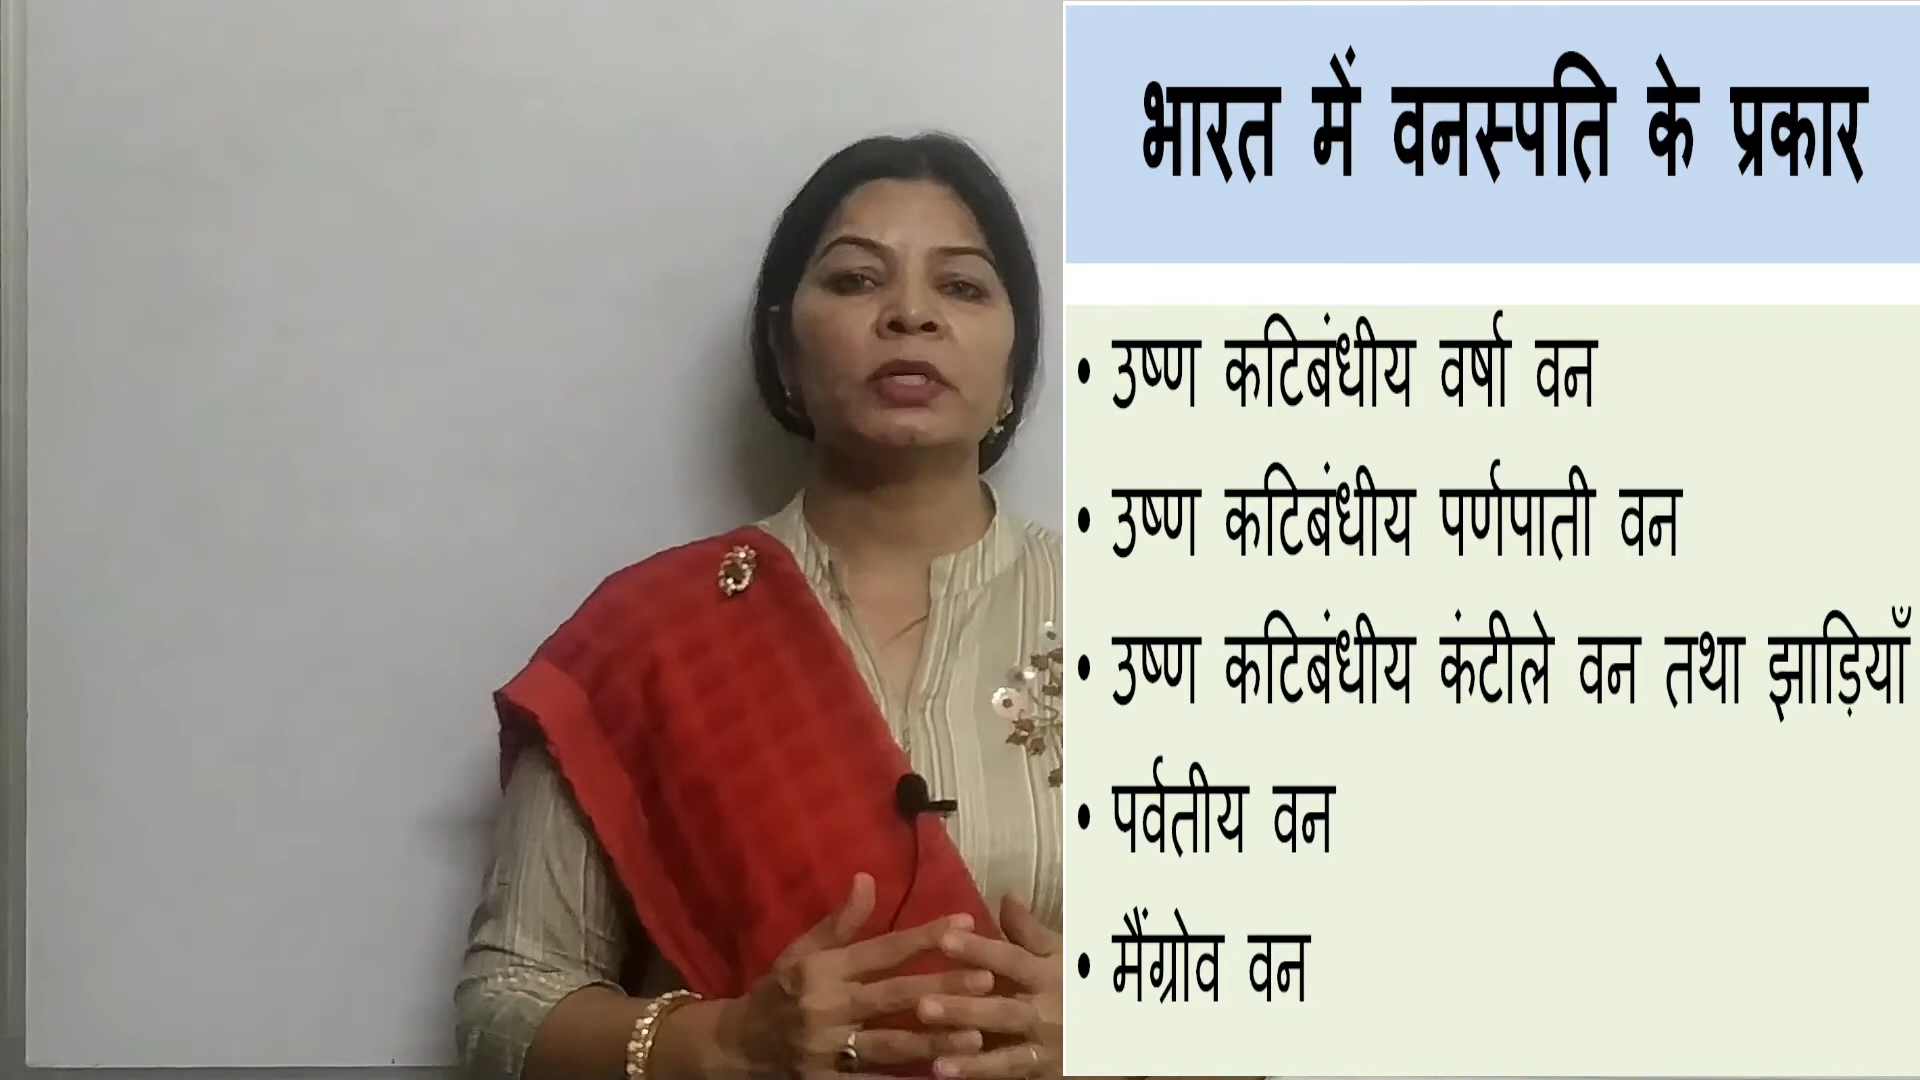 भारत में वनस्पति के प्रकार
• उष्ण कटिबंधीय वर्षा वन
• उष्ण कटिबंधीय पर्णपाती वन
• उष्ण कटिबंधीय कंटीले वन तथा झाड़ियाँ
• पर्वतीय वन
• मैंग्रोव वन